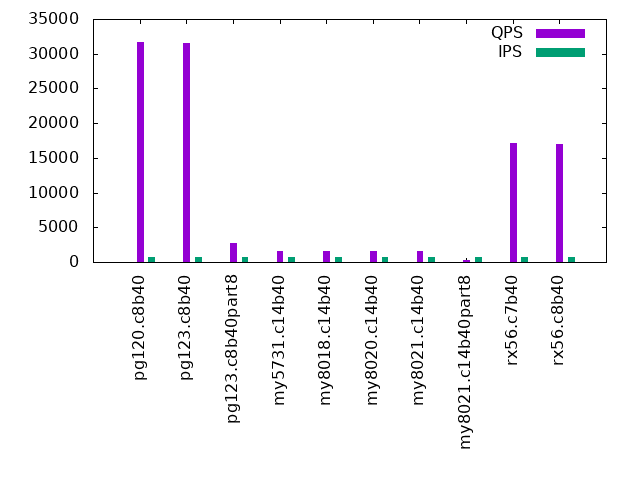 35000
30000
25000
20000
15000
10000
5000
0
QPS
IPS
pg120.c8b40
pg123.c8b40
pg123.c8b40part8
my5731.c14b40
my8018.c14b40
my8020.c14b40
my8021.c14b40
my8021.c14b40part8
rx56.c7b40
rx56.c8b40